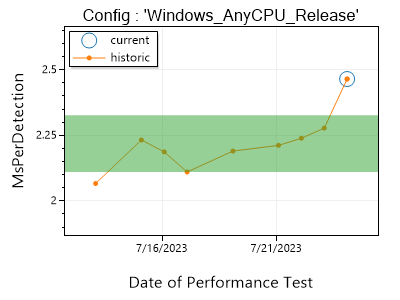 Config : 'Windows_AnyCPU_Release'
current
historic
2.5
2.25
2
MsPerDetection
7/16/2023 7/21/2023
Date of Performance Test